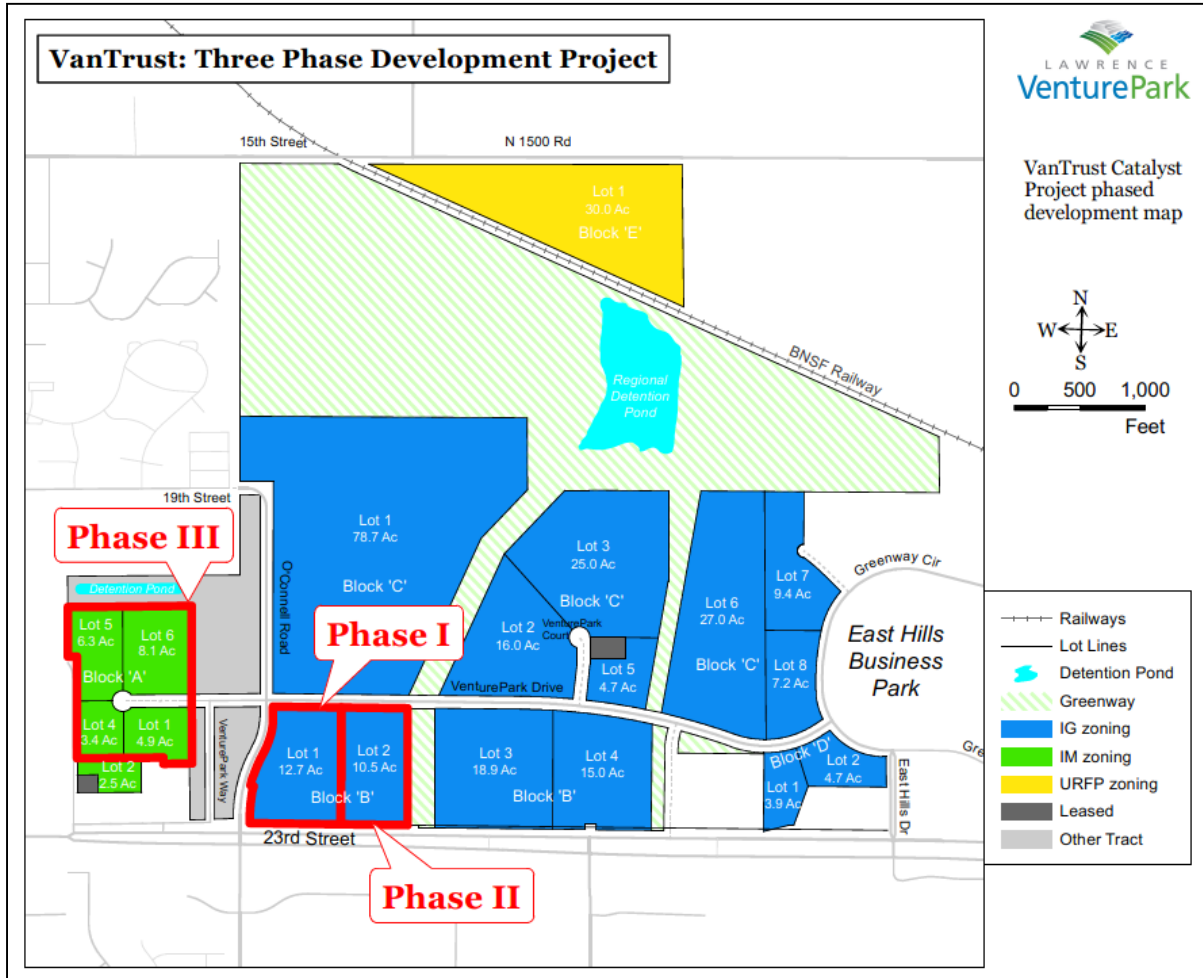 VanTrust: Three Phase Development Project
LAWRENCE
VenturePark
VanTrust Catalyst
Project phased
development map
N
W E
S
0 500 1,000
Feet
15th Street
N 1500 Rd
Lot 1
30.0 Ac
Block 'E'
BNSF Railway
Regional
Detention
Pond
19th Street
Phase III
Detention Pond
Lot 5
6.3 Ac
Lot 6
8.1 Ac
Block 'A'
Lot 4
3.4 Ac
Lot 1
4.9 Ac
Lot 2
2.5 Ac
O'Connell Road
VenturePark Way
Lot 1
78.7 Ac
Block 'C'
Phase I
Lot 3
25.0 Ac
Block 'C'
Lot 2
16.0 Ac
VenturePark
Court
Lot 5
4.7 Ac
VenturePark Drive
Lot 6
27.0 Ac
Block 'C'
Lot 7
9.4 Ac
Lot 8
7.2 Ac
Greenway Cir
East Hills
Business
Park
Lot 1
12.7 Ac
Lot 2
10.5 Ac
Block 'B'
Lot 3
18.9 Ac
Lot 4
15.0 Ac
Block 'B'
Block 'D'
Lot 2
4.7 Ac
Lot 1
3.9 Ac
East Hills Dr
Gre
23rd Street
Phase II
Railways
Lot Lines
Detention Pond
Greenway
IG zoning
IM zoning
URFP zoning
Leased
Other Tract